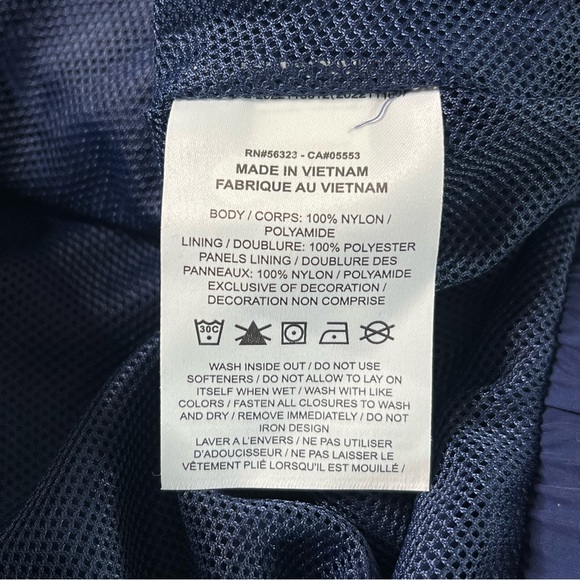 RN#56323 - CA#05553
MADE IN VIETNAM
FABRIQUE AU VIETNAM
BODY / CORPS: 100% NYLON /
POLYAMIDE
LINING / DOUBLURE: 100% POLYESTER
PANELS LINING / DOUBLURE DES
PANNEAUX: 100% NYLON / POLYAMIDE
EXCLUSIVE OF DECORATION /
DECORATION NON COMPRISE
30C
WASH INSIDE OUT / DO NOT USE
SOFTENERS / DO NOT ALLOW TO LAY ON
ITSELF WHEN WET / WASH WITH LIKE
COLORS / FASTEN ALL CLOSURES TO WASH
AND DRY / REMOVE IMMEDIATELY / DO NOT
IRON DESIGN
LAVER A L'ENVERS / NE PAS UTILISER
D'ADOUCISSEUR / NE PAS LAISSER LE
VÊTEMENT PLIÉ LORSQU'IL EST MOUILLÉ /